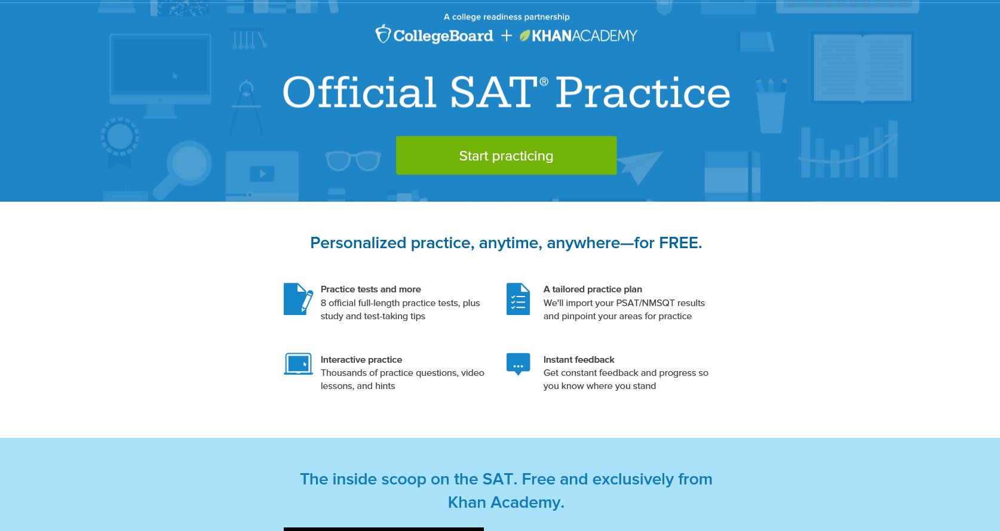 A college readiness partnership
CollegeBoard + KHANACADEMY
Official SAT® Practice
Start practicing
Personalized practice, anytime, anywhere—for FREE.
Practice tests and more
8 official full-length practice tests, plus
study and test-taking tips
A tailored practice plan
We'll import your PSAT/NMSQT results
and pinpoint your areas for practice
Interactive practice
Thousands of practice questions, video
lessons, and hints
Instant feedback
Get constant feedback and progress so
you know where you stand
The inside scoop on the SAT. Free and exclusively from
Khan Academy.